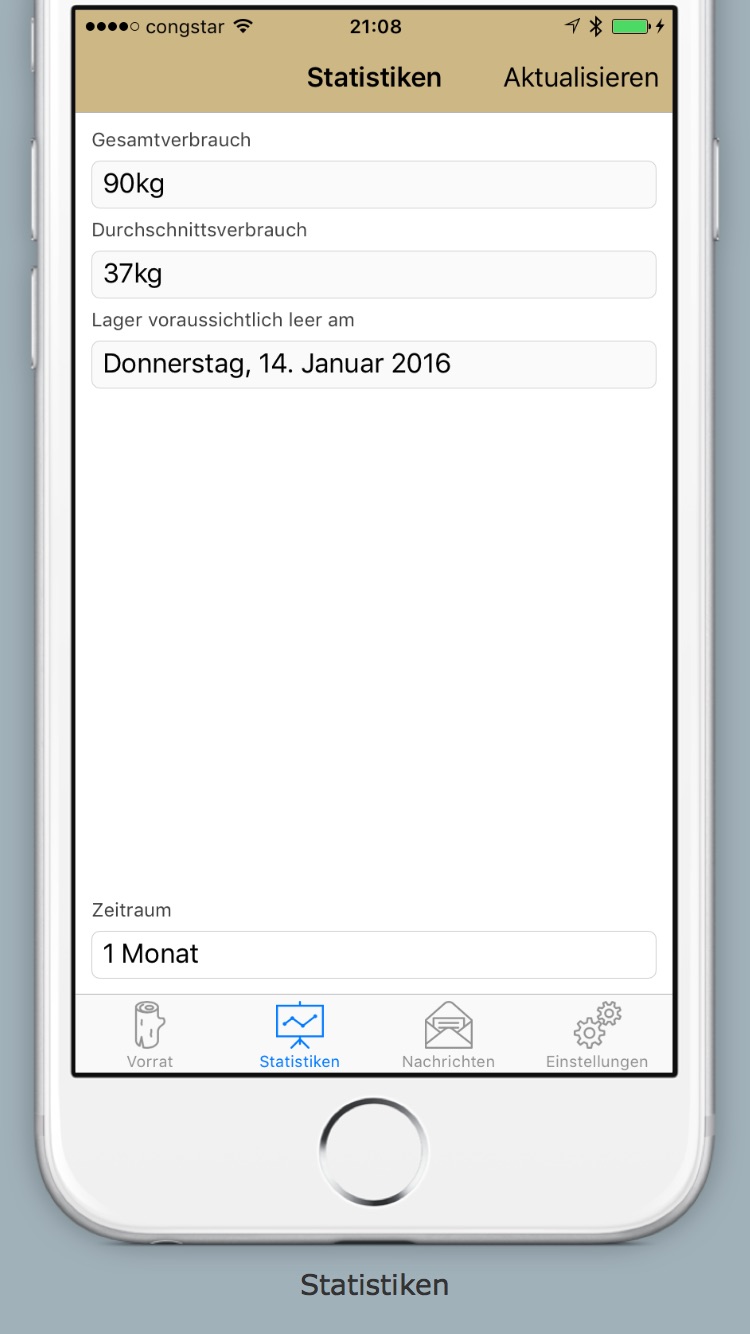 congstar 21:08
Statistiken Aktualisieren
Gesamtverbrauch
90kg
Durchschnittsverbrauch
37kg
Lager voraussichtlich leer am
Donnerstag, 14. Januar 2016
Zeitraum
1 Monat
Vorrat Statistiken Nachrichten Einstellungen
Statistiken